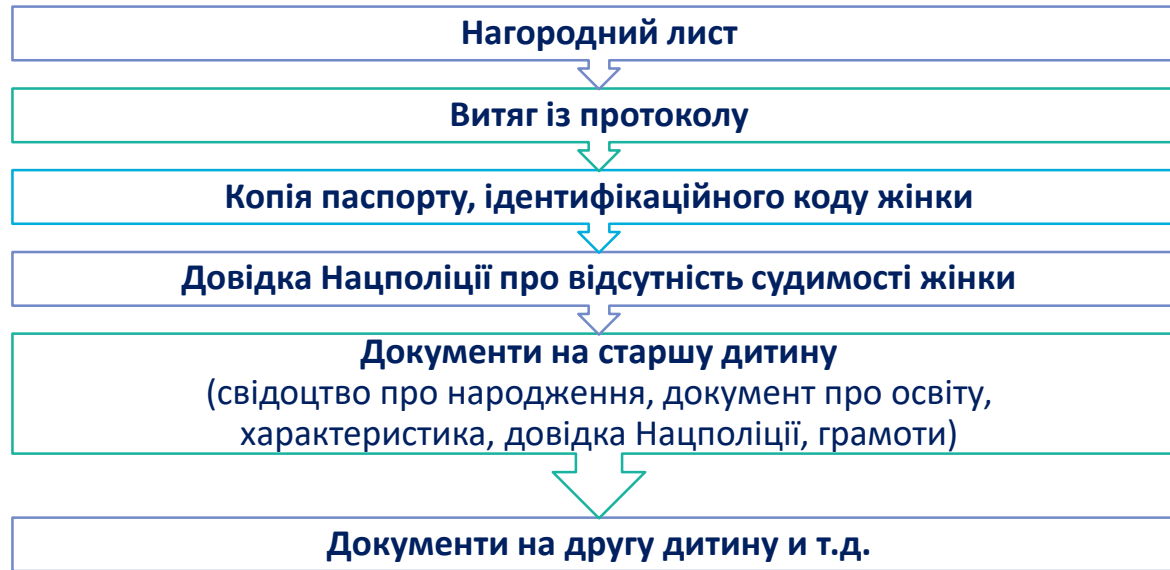 Нагородний лист
Витяг із протоколу
Копія паспорту, ідентифікаційного коду жінки
Довідка Нацполіції про відсутність судимості жінки
Документи на старшу дитину
(свідоцтво про народження, документ про освіту,
характеристика, довідка Нацполіції, грамоти)
Документи на другу дитину и т.д.